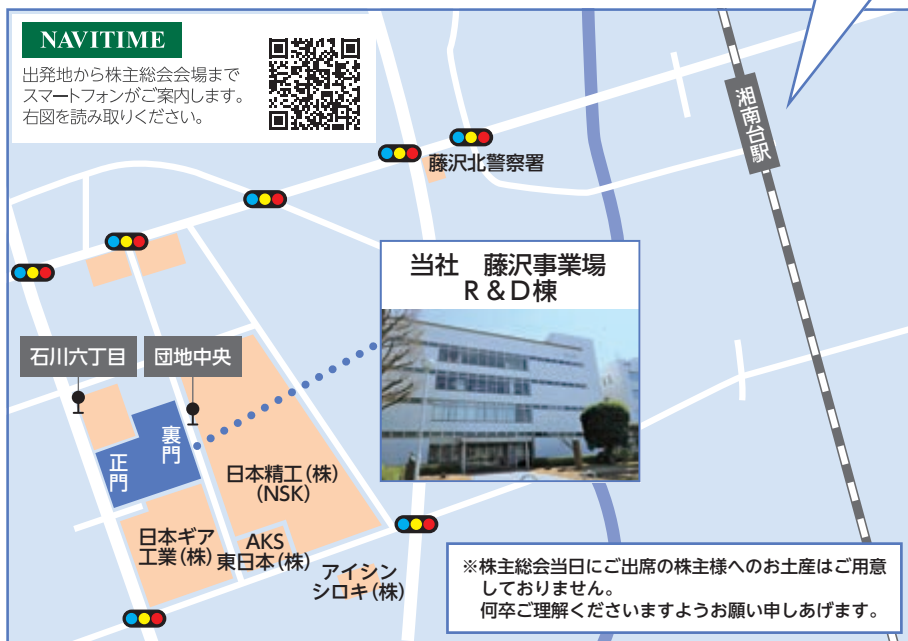 NAVITIME
出発地から株主総会会場まで
スマートフォンがご案内します。
右図を読み取りください。
湘南台駅
藤沢北警察署
当社 藤沢事業場
R&D棟
石川六丁目
団地中央
正門
裏門
日本精工(株)
(NSK)
日本ギア
工業(株)
AKS
東日本(株)
アイシン
シロキ(株)
※株主総会当日にご出席の株主様へのお土産はご用意
しておりません。
何卒ご理解くださいますようお願い申しあげます。